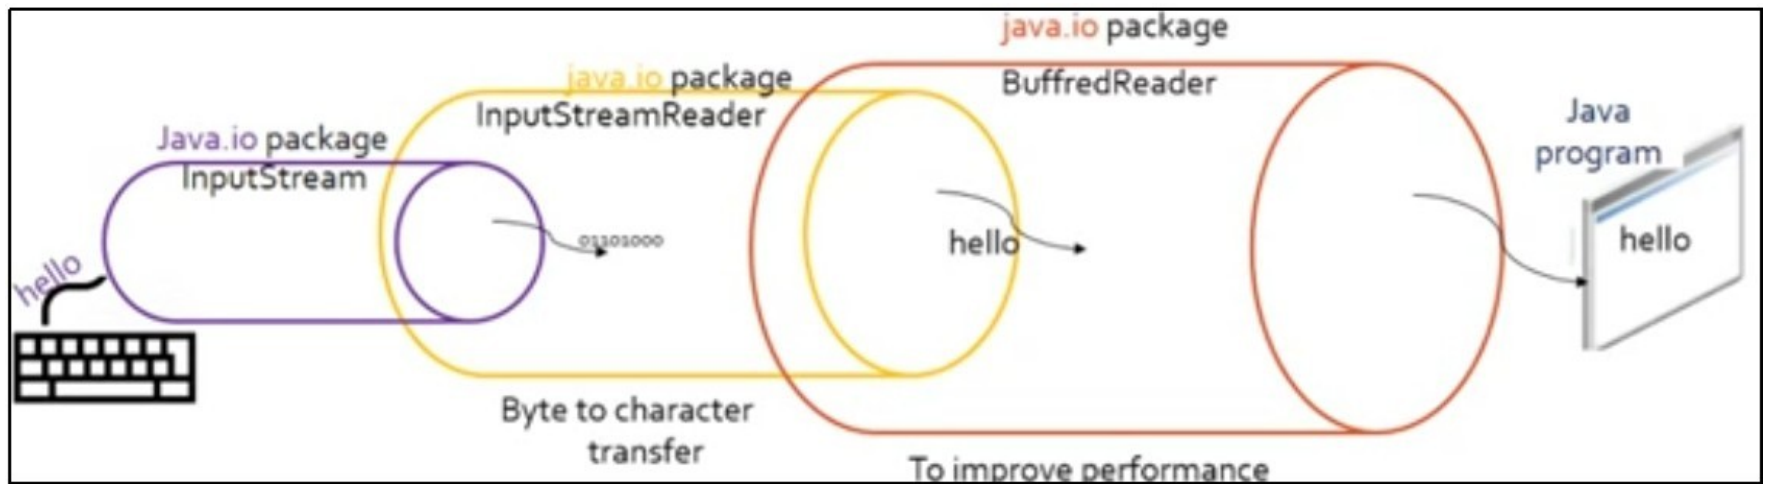 java.io package
BuffredReader
java.io package
InputStreamReader
Java.io package
InputStream
Java
program
hello
01101000
hello
hello
Byte to character
transfer
To improve performance